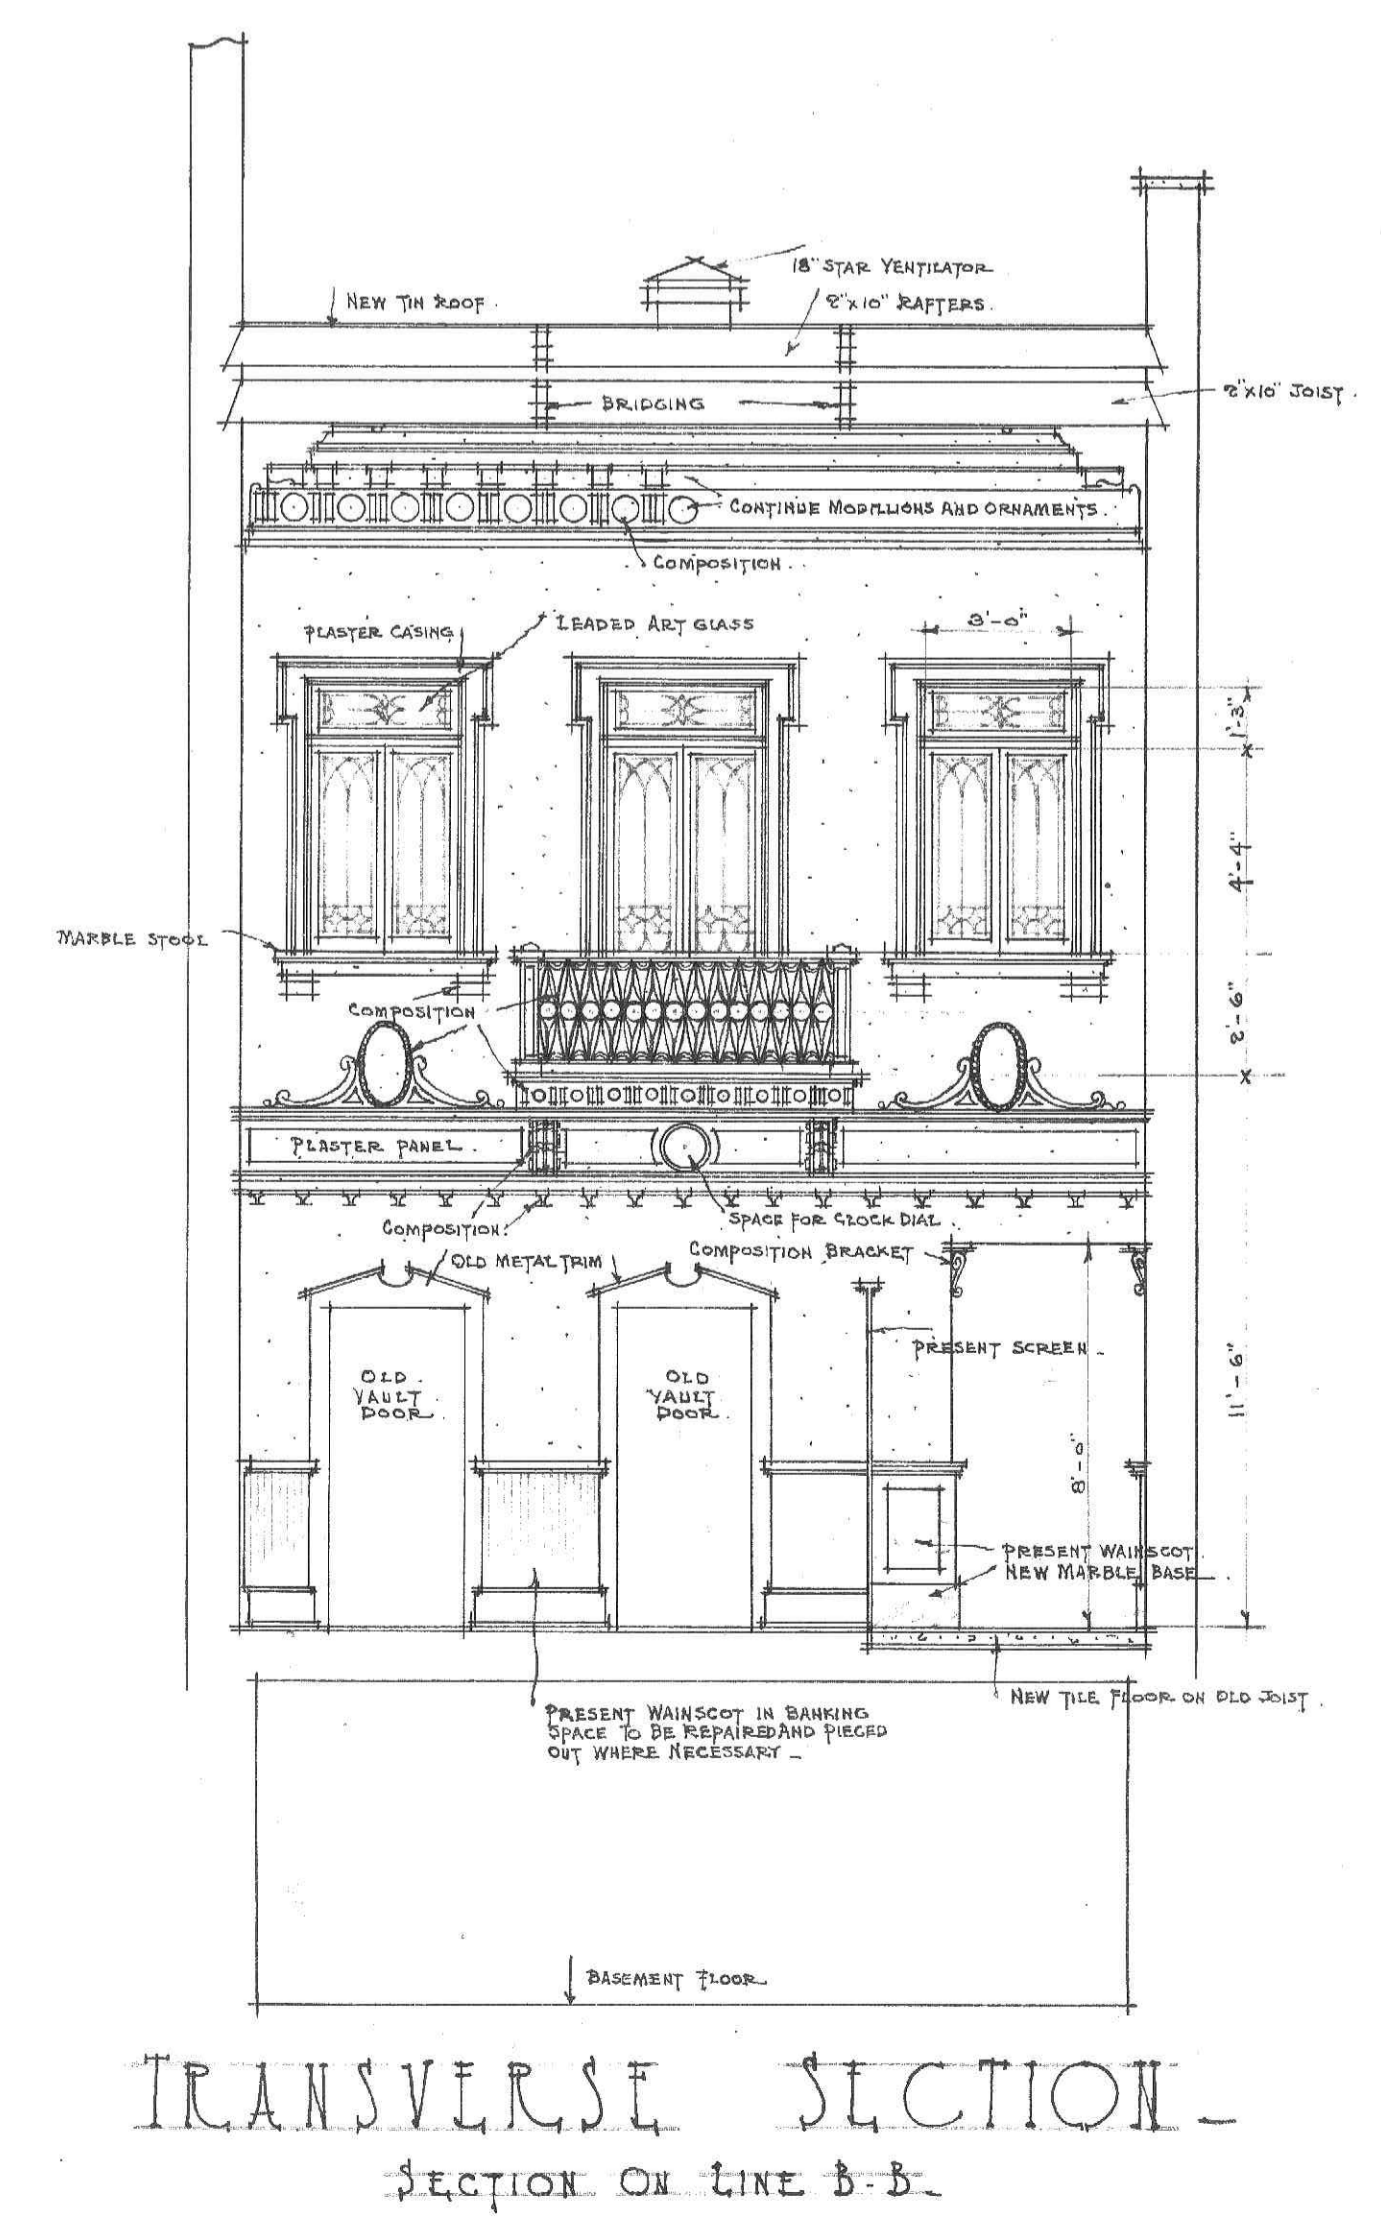 18" STAR VENTILATOR
NEW TIN ROOF.
2"x10" RAFTERS.
2"x10" JOIST.
BRIDGING
CONTINUE MODILLIONS AND ORNAMENTS.
COMPOSITION.
PLASTER CASING
LEADED ART GLASS
3'-0"
1'-3"
4'-4"
MARBLE STOOL
2'-6"
COMPOSITION
PLASTER PANEL.
COMPOSITION.
SPACE FOR CLOCK DIAL.
OLD METAL TRIM
COMPOSITION BRACKET
PRESENT SCREEN
OLD
VAULT
DOOR.
OLD
VAULT
DOOR.
11'-6"
8'-0"
PRESENT WAINSCOT.
NEW MARBLE BASE
NEW TILE FLOOR ON OLD JOIST.
PRESENT WAINSCOT IN BANKING
SPACE TO BE REPAIRED AND PIECED
OUT WHERE NECESSARY
BASEMENT FLOOR
TRANSVERSE SECTION
SECTION ON LINE B-B